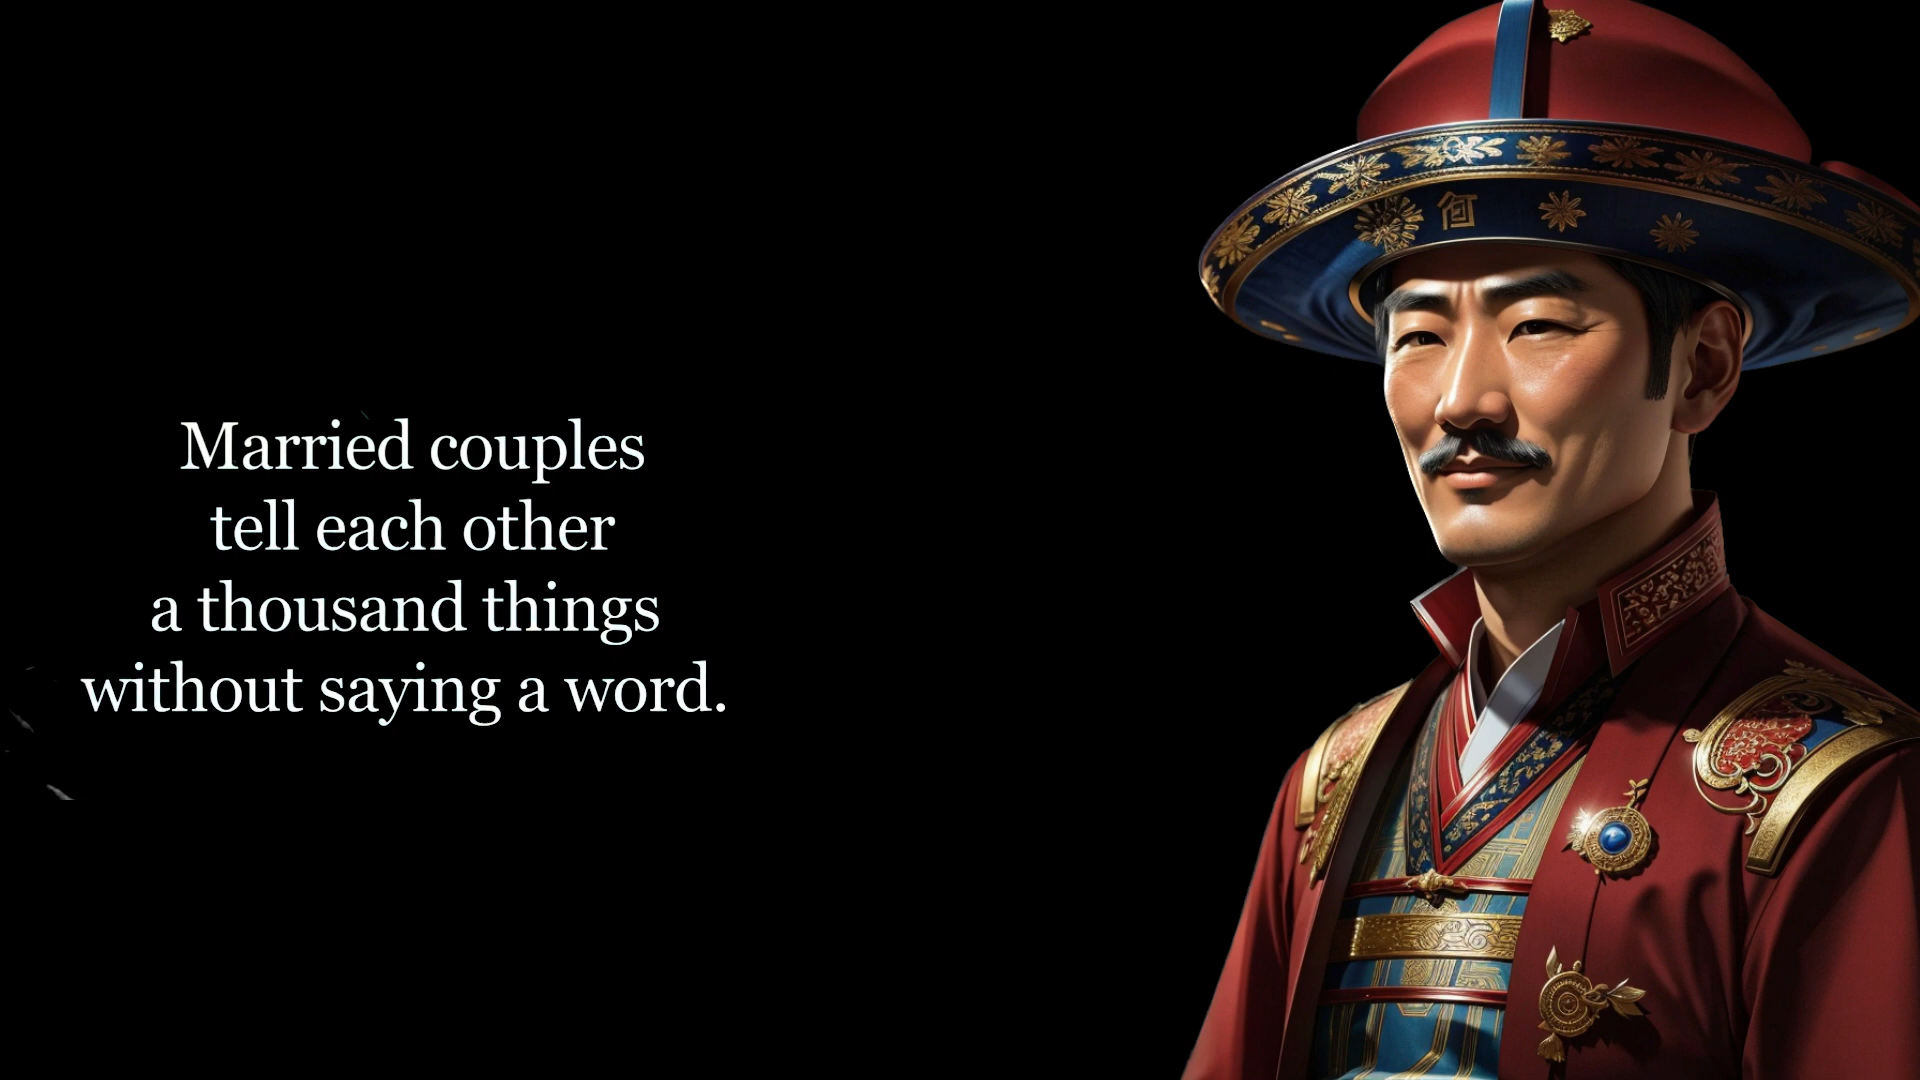 Married couples
tell each other
a thousand things
without saying a word.